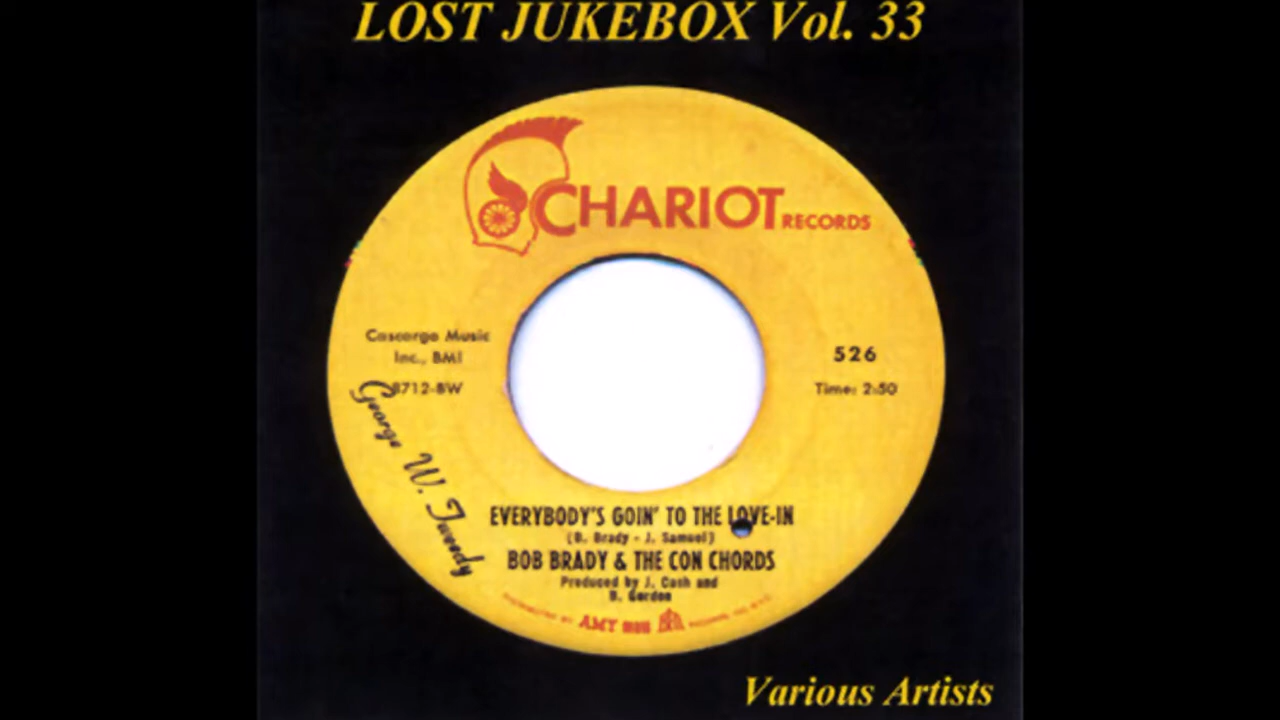 LOST JUKEBOX Vol. 33
CHARIOT RECORDS
Cascargo Music
Inc., BMI
8712-BW
526
Time: 2:50
George W. Tweedy
EVERYBODY'S GOIN' TO THE LOVE-IN
(B. Brady - J. Samuel)
BOB BRADY & THE CON CHORDS
Produced by J. Cash and
B. Gordon
DISTRIBUTED BY AMY
Various Artists